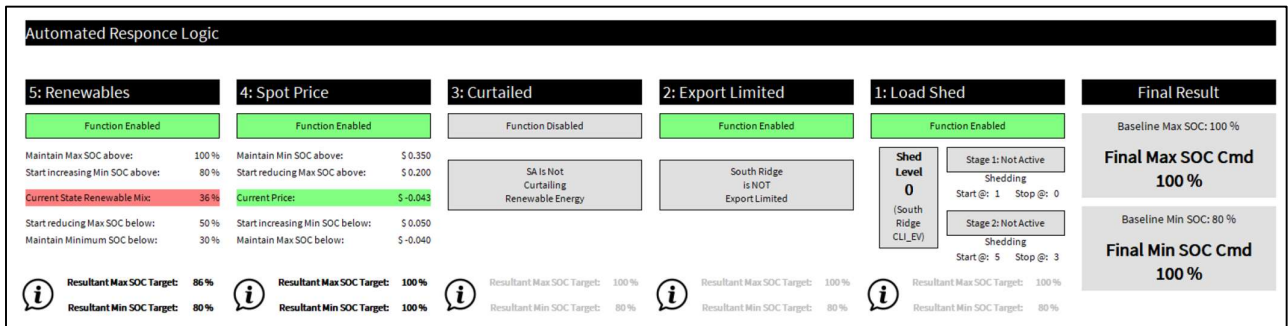 Automated Responce Logic
5: Renewables
Function Enabled
Maintain Max SOC above: 100 %
Start increasing Min SOC above: 80 %
Current State Renewable Mix: 36 %
Start reducing Max SOC below: 50 %
Maintain Minimum SOC below: 30 %
Resultant Max SOC Target: 86 %
Resultant Min SOC Target: 80 %
4: Spot Price
Function Enabled
Maintain Min SOC above: $ 0.350
Start reducing Max SOC above: $ 0.200
Current Price: $ -0.043
Start increasing Min SOC below: $ 0.050
Maintain Max SOC below: $ -0.040
Resultant Max SOC Target: 100 %
Resultant Min SOC Target: 100 %
3: Curtailed
Function Disabled
SA Is Not
Curtailing
Renewable Energy
Resultant Max SOC Target: 100 %
Resultant Min SOC Target: 80 %
2: Export Limited
Function Enabled
South Ridge
is NOT
Export Limited
Resultant Max SOC Target: 100 %
Resultant Min SOC Target: 80 %
1: Load Shed
Function Enabled
Shed
Level
0
(South
Ridge
CLI_EV)
Stage 1: Not Active
Shedding
Start @: 1 Stop @: 0
Stage 2: Not Active
Shedding
Start @: 5 Stop @: 3
Resultant Max SOC Target: 100 %
Resultant Min SOC Target: 80 %
Final Result
Baseline Max SOC: 100 %
Final Max SOC Cmd
100 %
Baseline Min SOC: 80 %
Final Min SOC Cmd
100 %